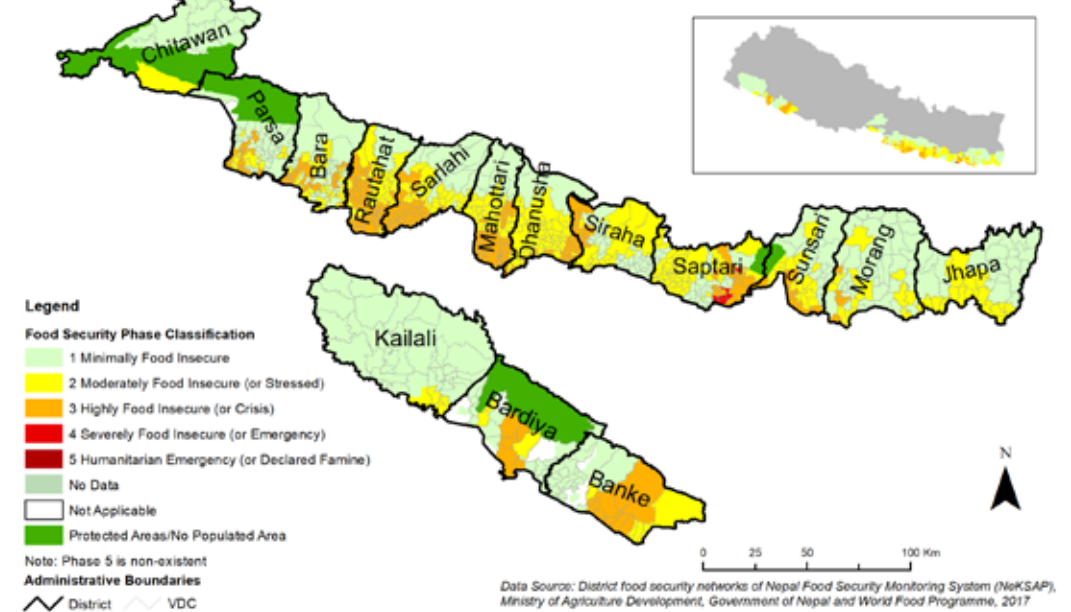 Chitawan
Parsa
Bara
Rautahat
Sarlahi
Mahottari
Dhanusha
Siraha
Saptari
Sunsari
Morang
Jhapa
Kailali
Bardiya
Banke
Legend
Food Security Phase Classification
1 Minimally Food Insecure
2 Moderately Food Insecure (or Stressed)
3 Highly Food Insecure (or Crisis)
4 Severely Food Insecure (or Emergency)
5 Humanitarian Emergency (or Declared Famine)
No Data
Not Applicable
Protected Areas/No Populated Area
Note: Phase 5 is non-existent
Administrative Boundaries
District VDC
N
0 25 50 100 Km
Data Source: District food security networks of Nepal Food Security Monitoring System (NeKSAP),
Ministry of Agriculture Development, Government of Nepal and World Food Programme, 2017